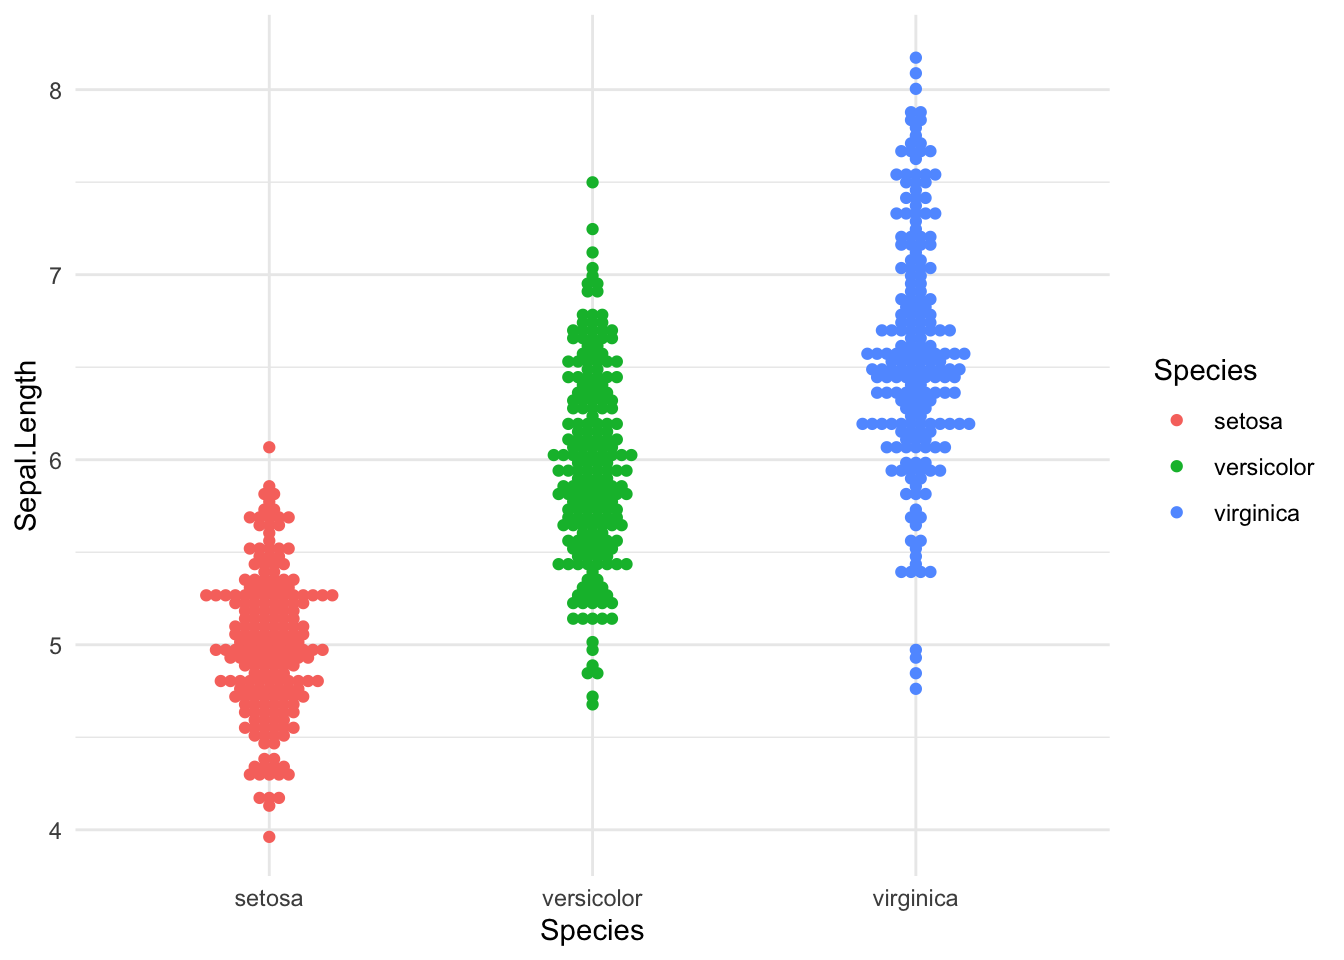 8
7
6
5
4
Sepal.Length
setosa
versicolor
virginica
Species
Species
setosa
versicolor
virginica